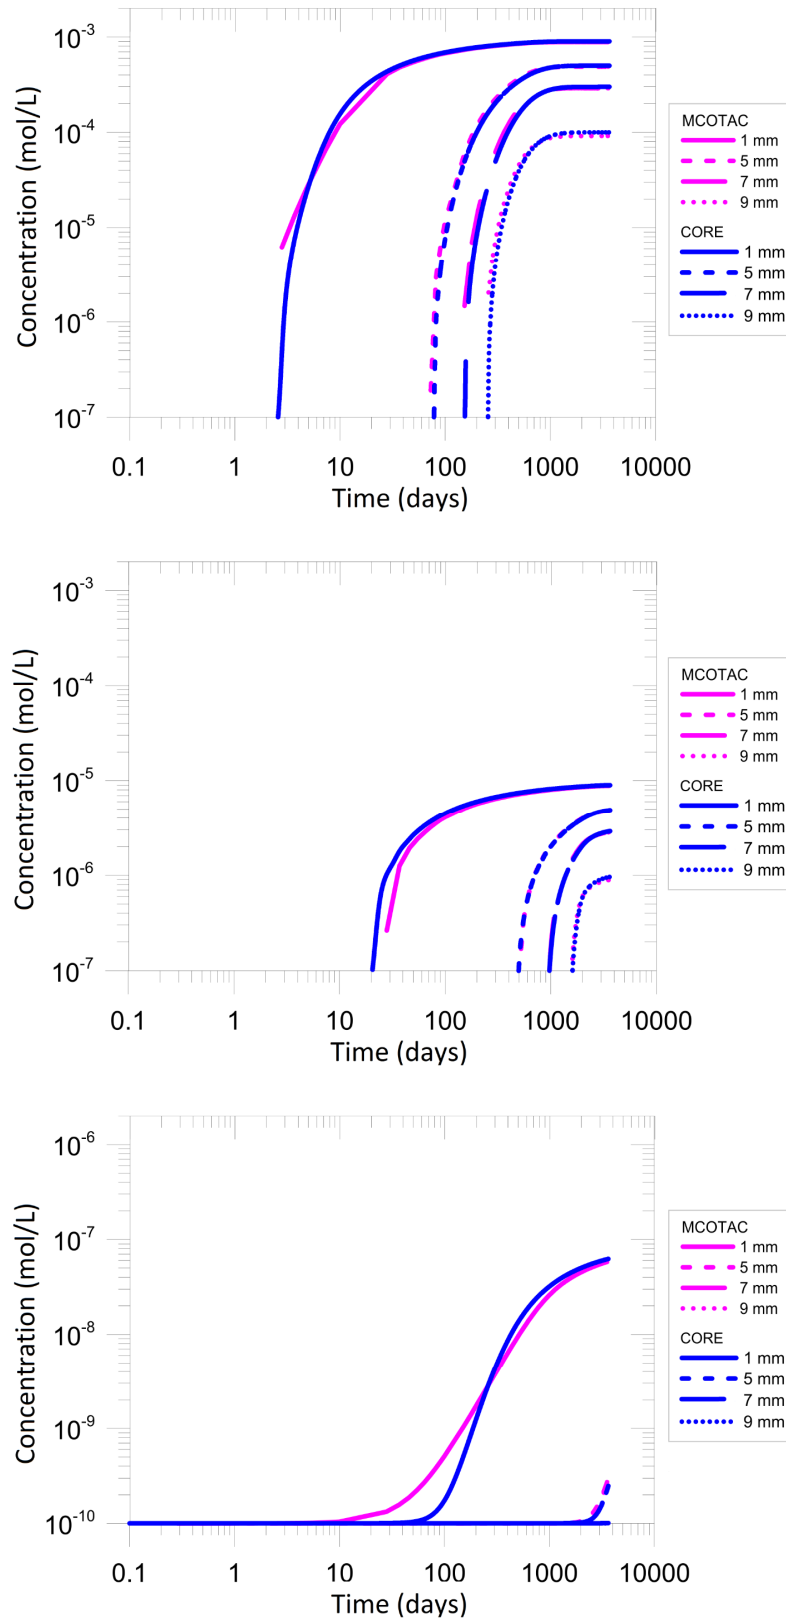 Concentration (mol/L)
10-3
10-4
10-5
10-6
10-7
0.1 1 10 100 1000 10000
Time (days)
MCOTAC
1 mm
5 mm
7 mm
9 mm
CORE
1 mm
5 mm
7 mm
9 mm
Concentration (mol/L)
10-3
10-4
10-5
10-6
10-7
0.1 1 10 100 1000 10000
Time (days)
MCOTAC
1 mm
5 mm
7 mm
9 mm
CORE
1 mm
5 mm
7 mm
9 mm
Concentration (mol/L)
10-6
10-7
10-8
10-9
10-10
0.1 1 10 100 1000 10000
Time (days)
MCOTAC
1 mm
5 mm
7 mm
9 mm
CORE
1 mm
5 mm
7 mm
9 mm